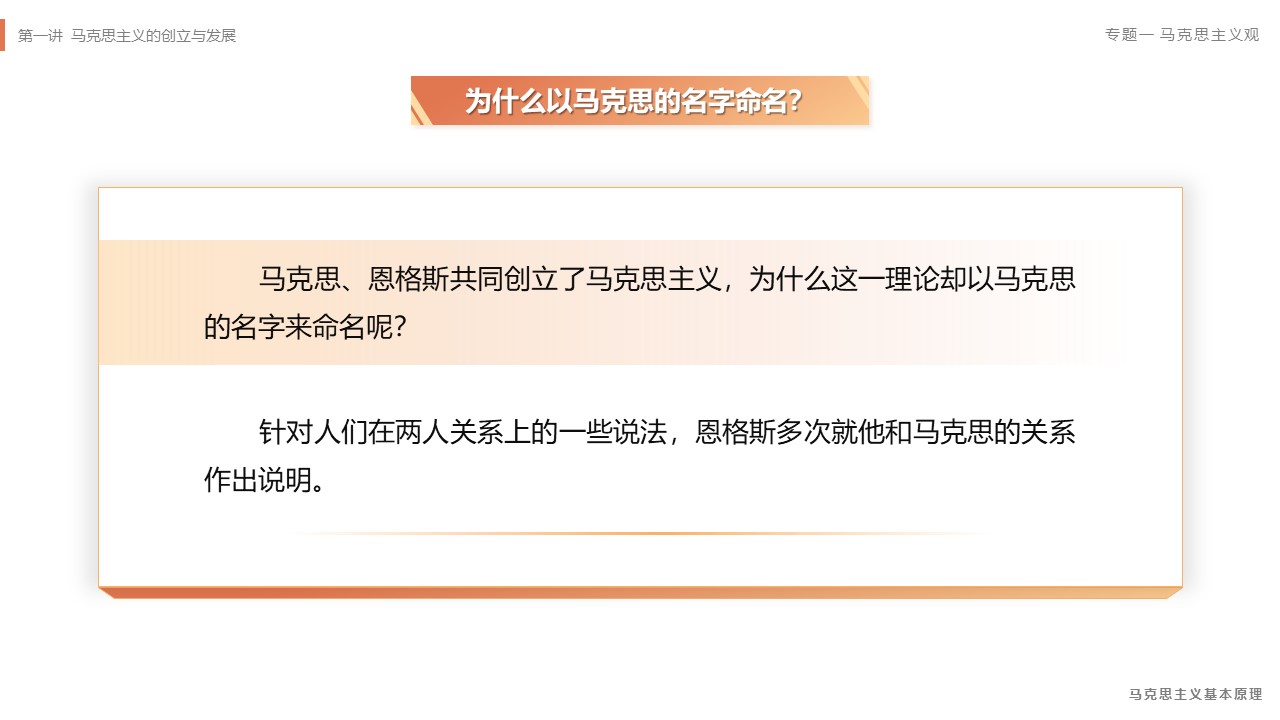 第一讲 马克思主义的创立与发展
专题一 马克思主义观
为什么以马克思的名字命名？
马克思、恩格斯共同创立了马克思主义，为什么这一理论却以马克思
的名字来命名呢？
针对人们在两人关系上的一些说法，恩格斯多次就他和马克思的关系
作出说明。
马克思主义基本原理